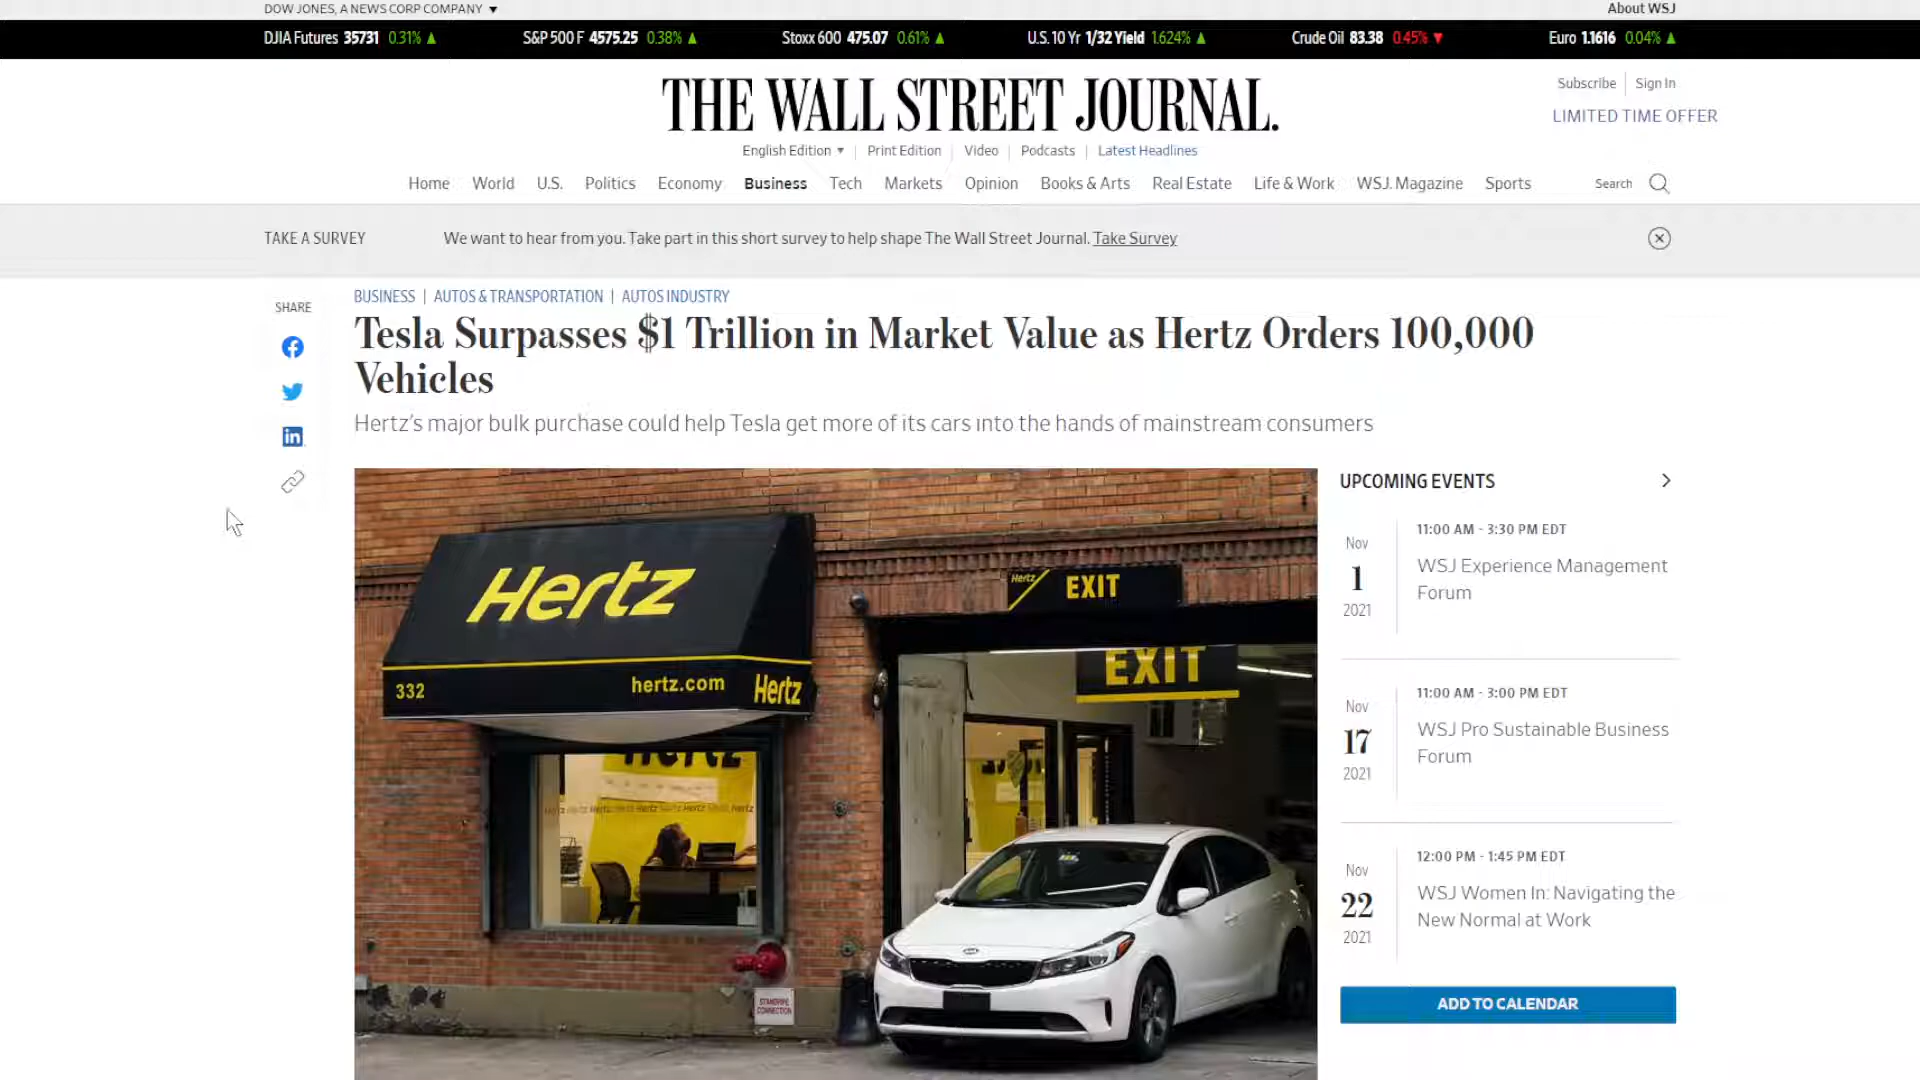 DOW JONES, A NEWS CORP COMPANY
About WSJ
DJIA Futures 35731 0.31% S&P 500 F 4575.25 0.38% Stoxx 600 475.07 0.61% U.S. 10 Yr 1/32 Yield 1.624% Crude Oil 83.38 0.45% Euro 1.1616 0.04%
THE WALL STREET JOURNAL.
Subscribe Sign In
LIMITED TIME OFFER
English Edition Print Edition Video Podcasts Latest Headlines
Home World U.S. Politics Economy Business Tech Markets Opinion Books & Arts Real Estate Life & Work WSJ. Magazine Sports Search
TAKE A SURVEY We want to hear from you. Take part in this short survey to help shape The Wall Street Journal. Take Survey
SHARE
BUSINESS | AUTOS & TRANSPORTATION | AUTOS INDUSTRY
Tesla Surpasses $1 Trillion in Market Value as Hertz Orders 100,000
Vehicles
Hertz's major bulk purchase could help Tesla get more of its cars into the hands of mainstream consumers
Hertz
332 hertz.com Hertz
Hertz EXIT
EXIT
Hertz
STANDPIPE
CONNECTION
UPCOMING EVENTS
Nov
1
2021
11:00 AM - 3:30 PM EDT
WSJ Experience Management
Forum
Nov
17
2021
11:00 AM - 3:00 PM EDT
WSJ Pro Sustainable Business
Forum
Nov
22
2021
12:00 PM - 1:45 PM EDT
WSJ Women In: Navigating the
New Normal at Work
ADD TO CALENDAR